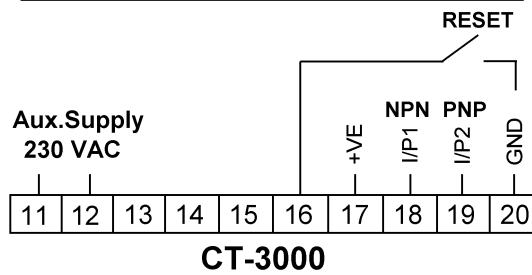 RESET
Aux.Supply
230 VAC
+VE
NPN
I/P1
PNP
I/P2
GND
11 12 13 14 15 16 17 18 19 20
CT-3000